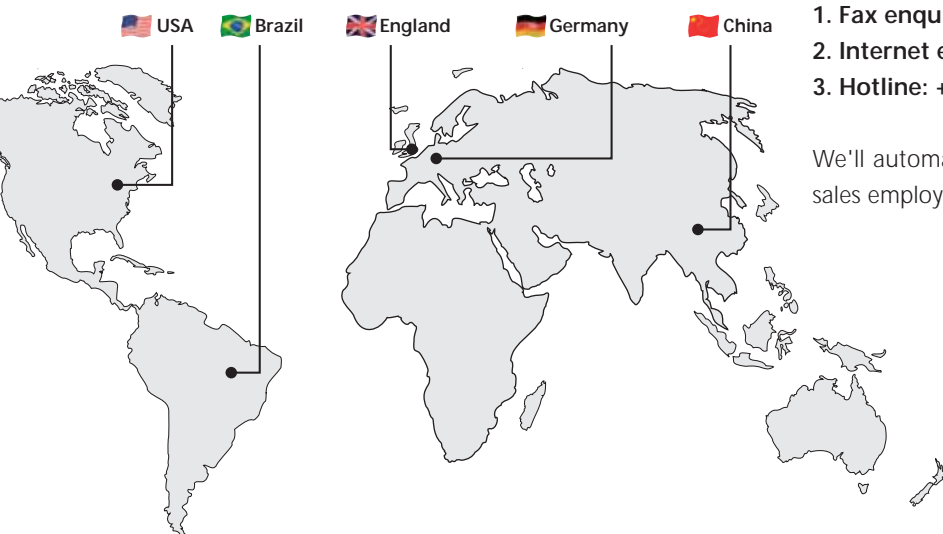 USA Brazil England Germany China
1. Fax enqu
2. Internet e
3. Hotline: +
We'll automa
sales employ